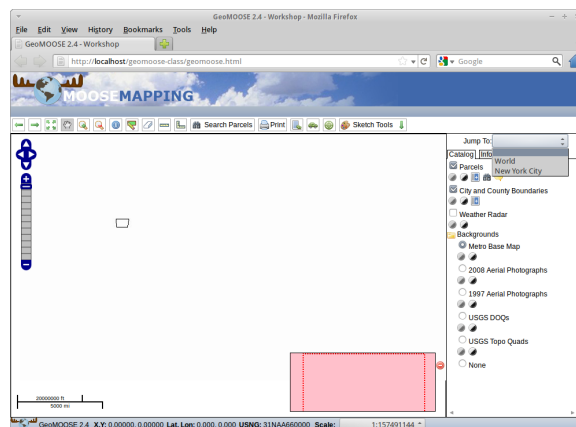 GeoMOOSE 2.4 - Workshop - Mozilla Firefox
File Edit View History Bookmarks Tools Help
GeoMOOSE 2.4 - Workshop
http://localhost/geomoose-class/geomoose.html
Google
MOOSEMAPPING
Search Parcels Print Sketch Tools
Jump To:
World
New York City
Catalog Info
Parcels
City and County Boundaries
Weather Radar
Backgrounds
Metro Base Map
2008 Aerial Photographs
1997 Aerial Photographs
USGS DOQs
USGS Topo Quads
None
20000000 ft
5000 mi
GeoMOOSE 2.4 X,Y: 0.00000, 0.00000 Lat, Lon: 0.000, 0.000 USNG: 31NAA660000 Scale: 1:157491144